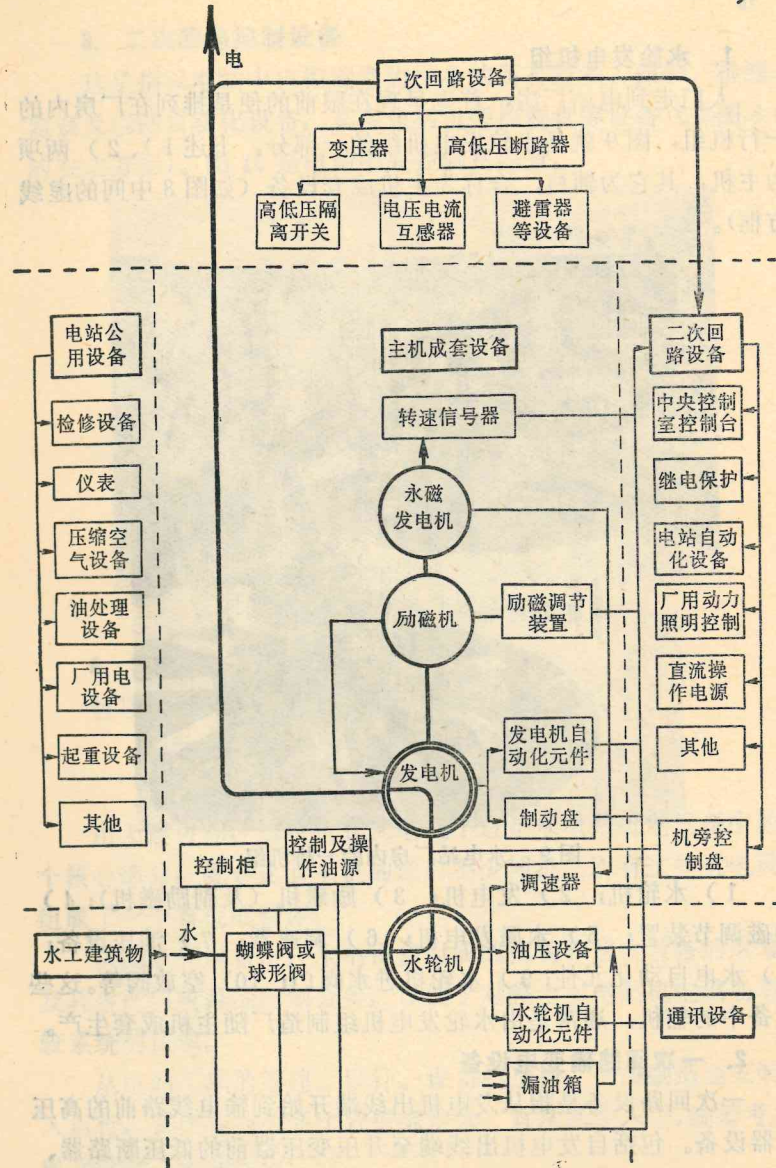 电
一次回路设备
变压器
高低压断路器
高低压隔
离开关
电压电流
互感器
避雷器
等设备
电站公
用设备
检修设备
仪表
压缩空
气设备
油处理
设备
厂用电
设备
起重设备
其他
主机成套设备
转速信号器
永磁
发电机
励磁机
励磁调节
装置
发电机
发电机自
动化元件
制动盘
控制柜
控制及操
作油源
调速器
水工建筑物
水
蝴蝶阀或
球形阀
水轮机
油压设备
水轮机自
动化元件
漏油箱
二次回
路设备
中央控制
室控制台
继电保护
电站自动
化设备
厂用动力
照明控制
直流操
作电源
其他
机旁控
制盘
通讯设备